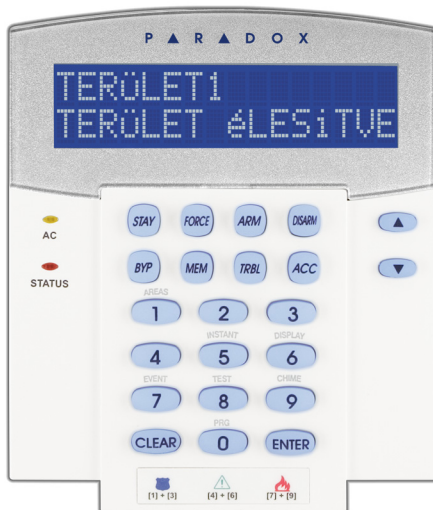 PARADOX
TERüLET1
TERüLET éLESiTVE
AC
STATUS
STAY FORCE ARM DISARM
BYP MEM TRBL ACC
AREAS
1 2 3
INSTANT DISPLAY
4 5 6
EVENT TEST CHIME
7 8 9
PRG
CLEAR 0 ENTER
[1] + [3] [4] + [6] [7] + [9]